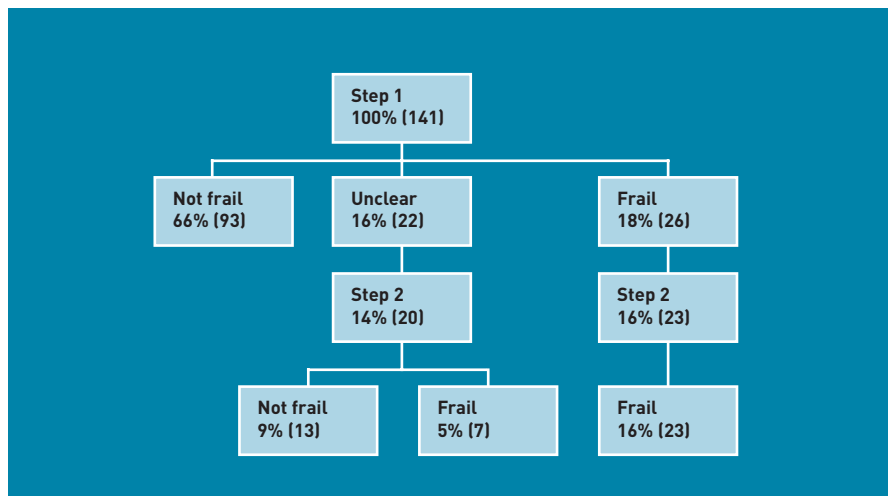 Step 1
100% (141)
Not frail
66% (93)
Unclear
16% (22)
Frail
18% (26)
Step 2
14% (20)
Step 2
16% (23)
Not frail
9% (13)
Frail
5% (7)
Frail
16% (23)